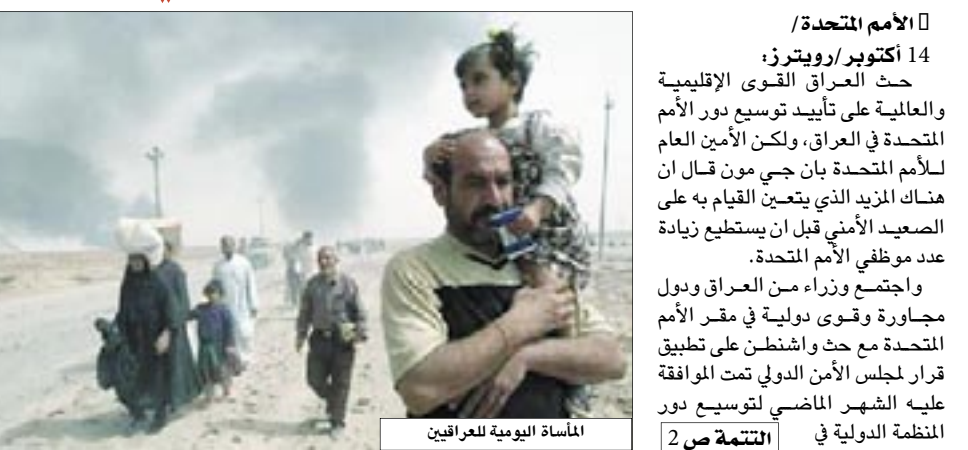 الأمم المتحدة/
14 أكتوبر/رويترز:
حث العراق القوى الإقليمية
والعالمية على تأييد توسيع دور الأمم
المتحدة في العراق، ولكن الأمين العام
للأمم المتحدة بان جي مون قال ان
هناك المزيد الذي يتعين القيام به على
الصعيد الأمني قبل ان يستطيع زيادة
عدد موظفي الأمم المتحدة.
واجتمع وزراء من العراق ودول
مجاورة وقوى دولية في مقر الأمم
المتحدة مع حث واشنطن على تطبيق
قرار لمجلس الأمن الدولي تمت الموافقة
عليه الشهر الماضي لتوسيع دور
المنظمة الدولية في
التتمة ص 2
المأساة اليومية للعراقيين